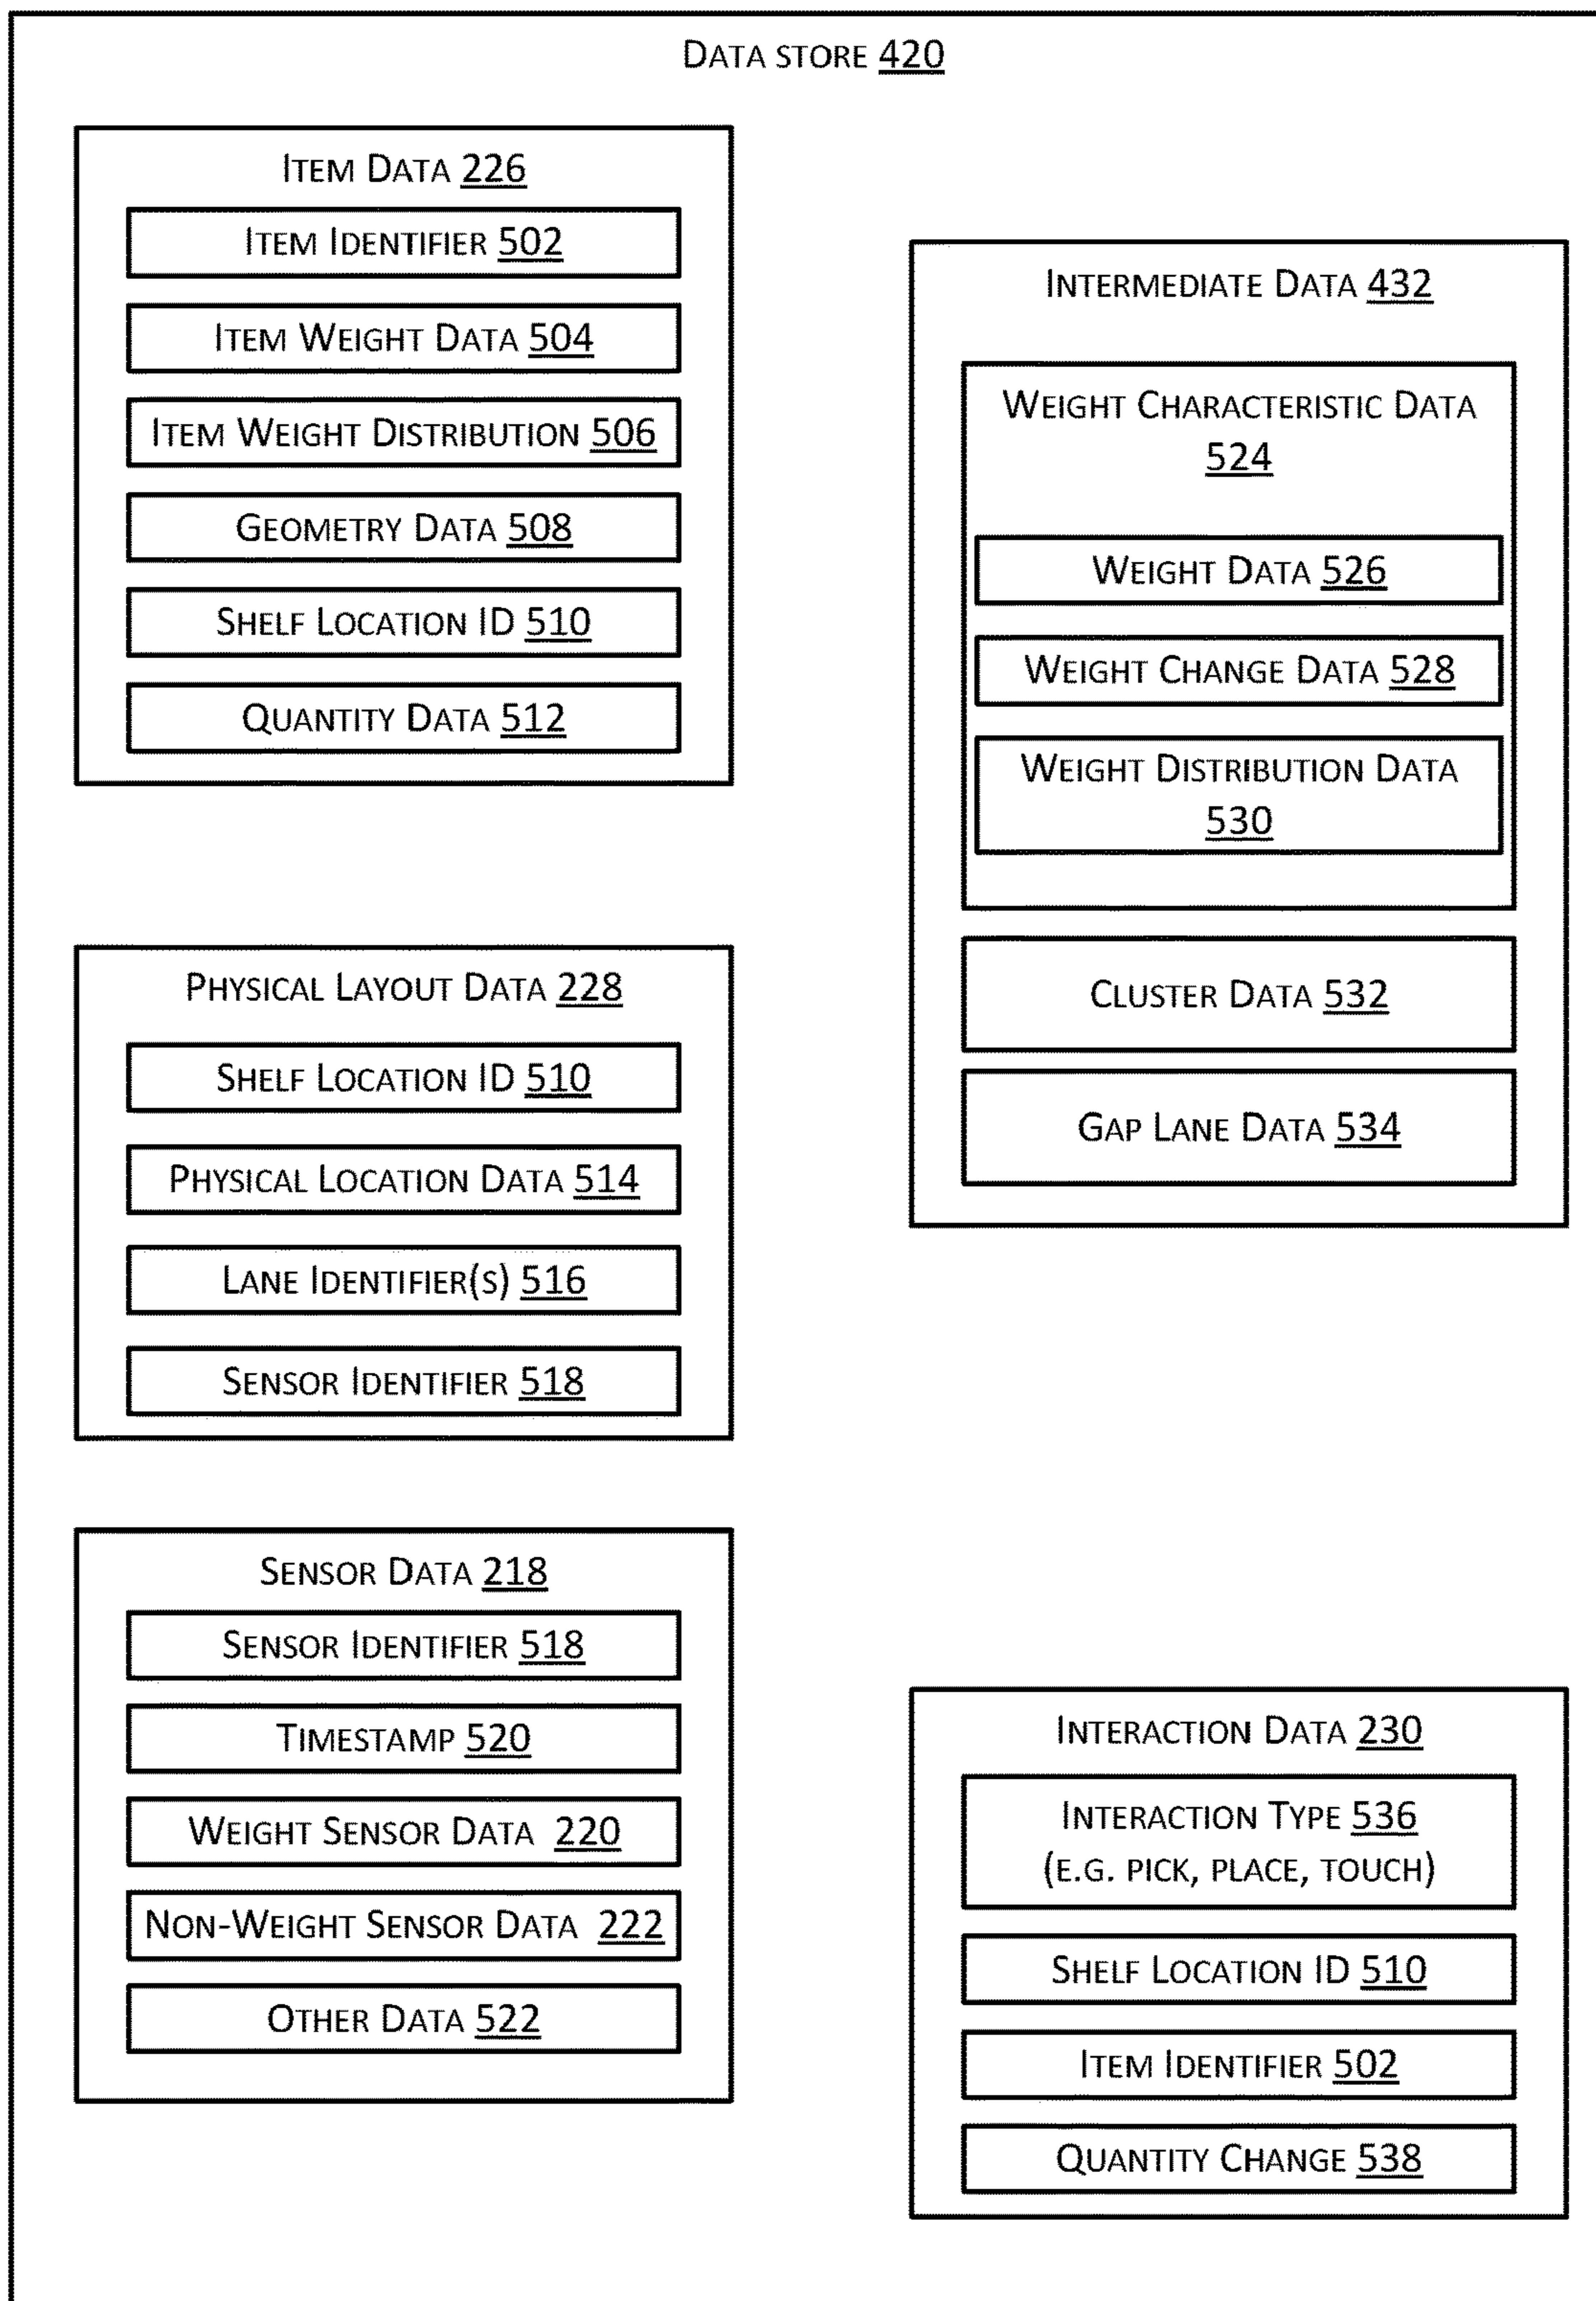 DATA STORE 420
ITEM DATA 226
ITEM IDENTIFIER 502
ITEM WEIGHT DATA 504
ITEM WEIGHT DISTRIBUTION 506
GEOMETRY DATA 508
SHELF LOCATION ID 510
QUANTITY DATA 512
PHYSICAL LAYOUT DATA 228
SHELF LOCATION ID 510
PHYSICAL LOCATION DATA 514
LANE IDENTIFIER(S) 516
SENSOR IDENTIFIER 518
SENSOR DATA 218
SENSOR IDENTIFIER 518
TIMESTAMP 520
WEIGHT SENSOR DATA 220
NON-WEIGHT SENSOR DATA 222
OTHER DATA 522
INTERMEDIATE DATA 432
WEIGHT CHARACTERISTIC DATA
524
WEIGHT DATA 526
WEIGHT CHANGE DATA 528
WEIGHT DISTRIBUTION DATA
530
CLUSTER DATA 532
GAP LANE DATA 534
INTERACTION DATA 230
INTERACTION TYPE 536
(E.G. PICK, PLACE, TOUCH)
SHELF LOCATION ID 510
ITEM IDENTIFIER 502
QUANTITY CHANGE 538